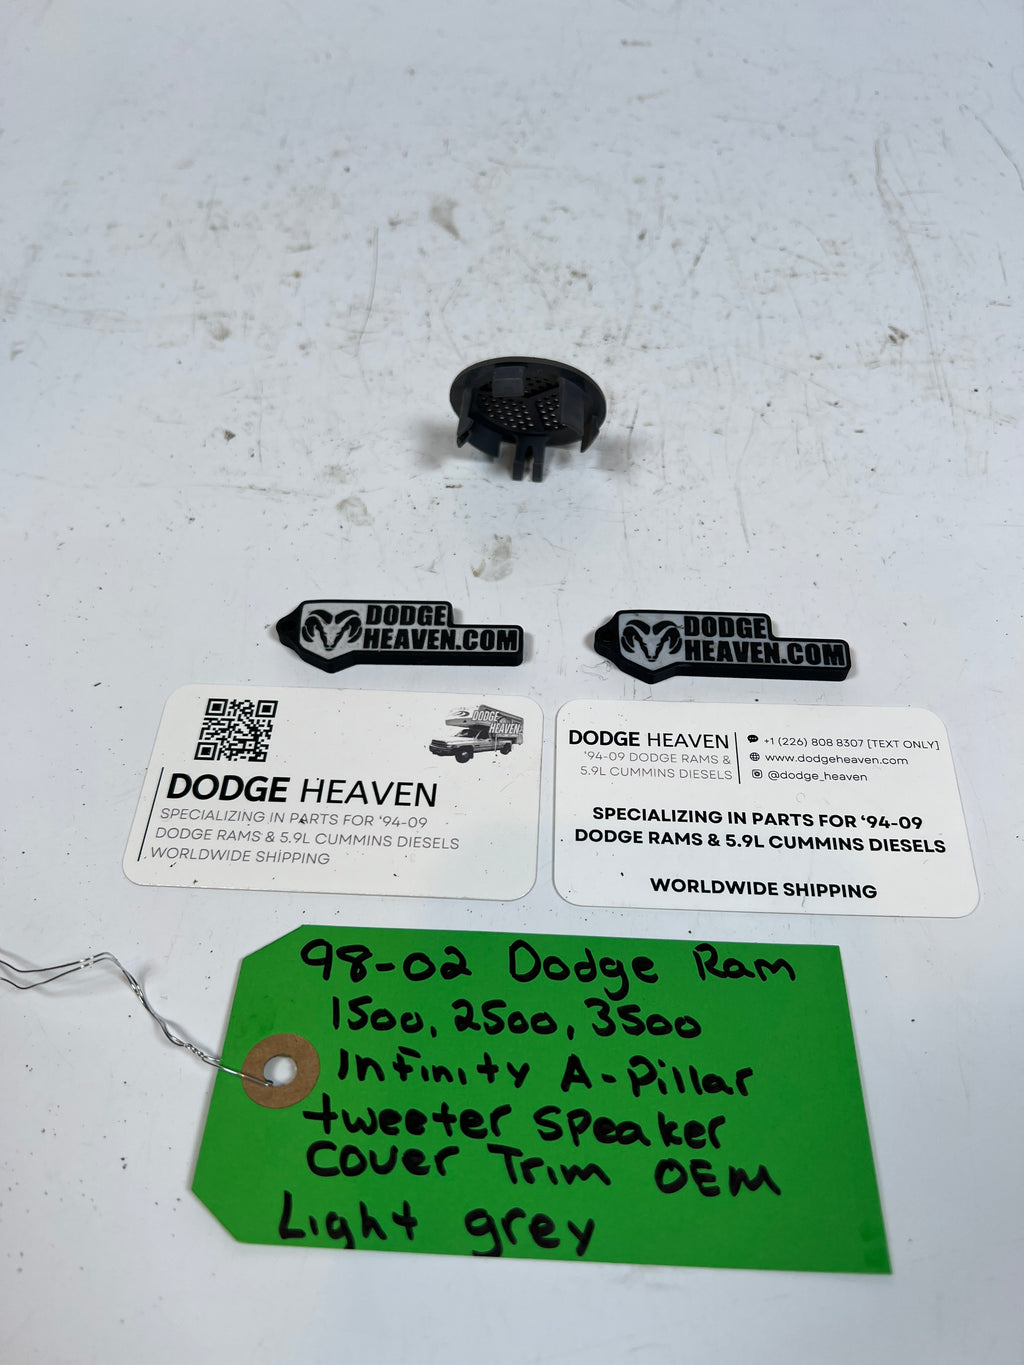 DODGE
HEAVEN.COM
DODGE
HEAVEN.COM
DODGE
HEAVEN
DODGE HEAVEN
SPECIALIZING IN PARTS FOR ‘94-09
DODGE RAMS & 5.9L CUMMINS DIESELS
WORLDWIDE SHIPPING
DODGE HEAVEN
‘94-09 DODGE RAMS &
5.9L CUMMINS DIESELS
+1 (226) 808 8307 [TEXT ONLY]
www.dodgeheaven.com
@dodge_heaven
SPECIALIZING IN PARTS FOR ‘94-09
DODGE RAMS & 5.9L CUMMINS DIESELS
WORLDWIDE SHIPPING
98-02 Dodge Ram
1500, 2500, 3500
Infinity A-Pillar
tweeter Speaker
Cover Trim OEM
Light grey